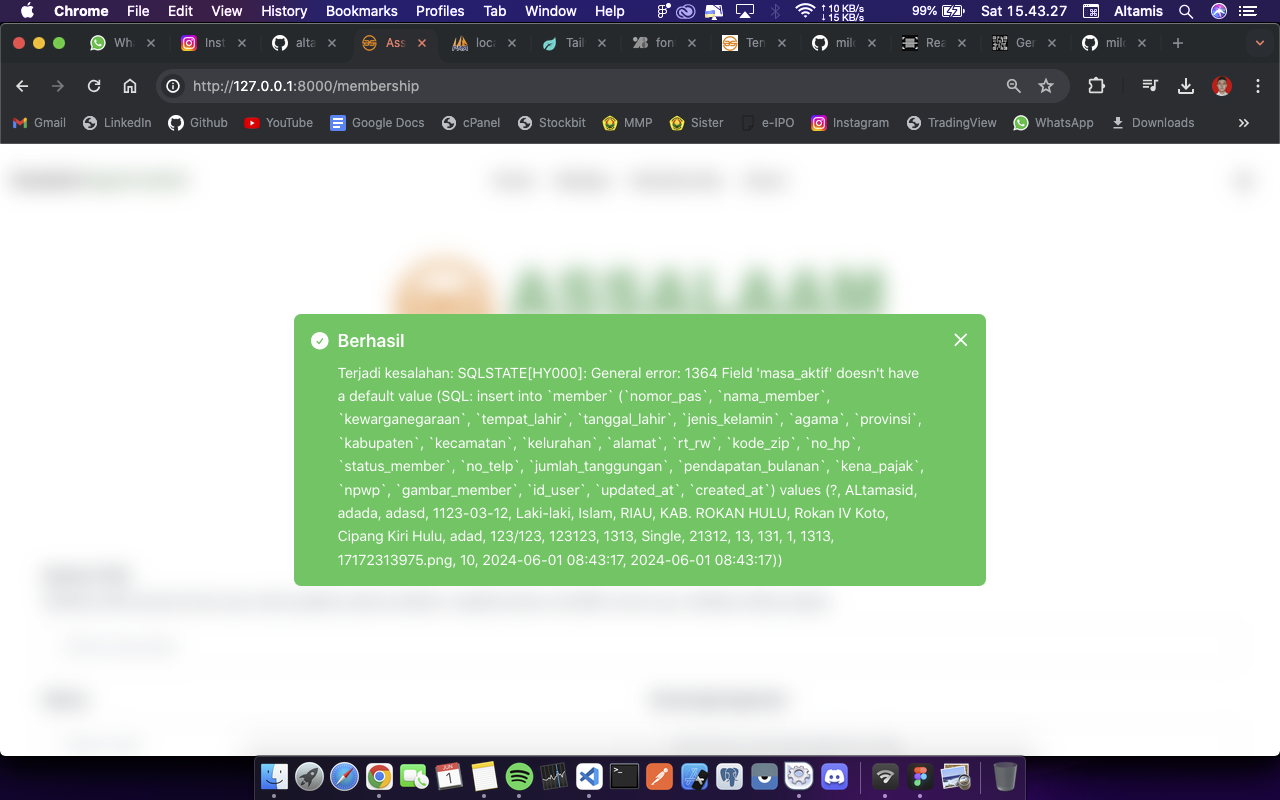 Chrome File Edit View History Bookmarks Profiles Tab Window Help 10 KB/s 15 KB/s 99% Sat 15.43.27 Altamis
Wha Inst alta Ass loca Tail fon Ten milo Rea Ger milo
http://127.0.0.1:8000/membership
Gmail LinkedIn Github YouTube Google Docs cPanel Stockbit MMP Sister e-IPO Instagram TradingView WhatsApp Downloads
ASSALAAM
Berhasil
Terjadi kesalahan: SQLSTATE[HY000]: General error: 1364 Field 'masa_aktif' doesn't have
a default value (SQL: insert into `member` (`nomor_pas`, `nama_member`,
`kewarganegaraan`, `tempat_lahir`, `tanggal_lahir`, `jenis_kelamin`, `agama`, `provinsi`,
`kabupaten`, `kecamatan`, `kelurahan`, `alamat`, `rt_rw`, `kode_zip`, `no_hp`,
`status_member`, `no_telp`, `jumlah_tanggungan`, `pendapatan_bulanan`, `kena_pajak`,
`npwp`, `gambar_member`, `id_user`, `updated_at`, `created_at`) values (?, ALtamasid,
adada, adasd, 1123-03-12, Laki-laki, Islam, RIAU, KAB. ROKAN HULU, Rokan IV Koto,
Cipang Kiri Hulu, adad, 123/123, 123123, 1313, Single, 21312, 13, 131, 1, 1313,
17172313975.png, 10, 2024-06-01 08:43:17, 2024-06-01 08:43:17))
JUN
1